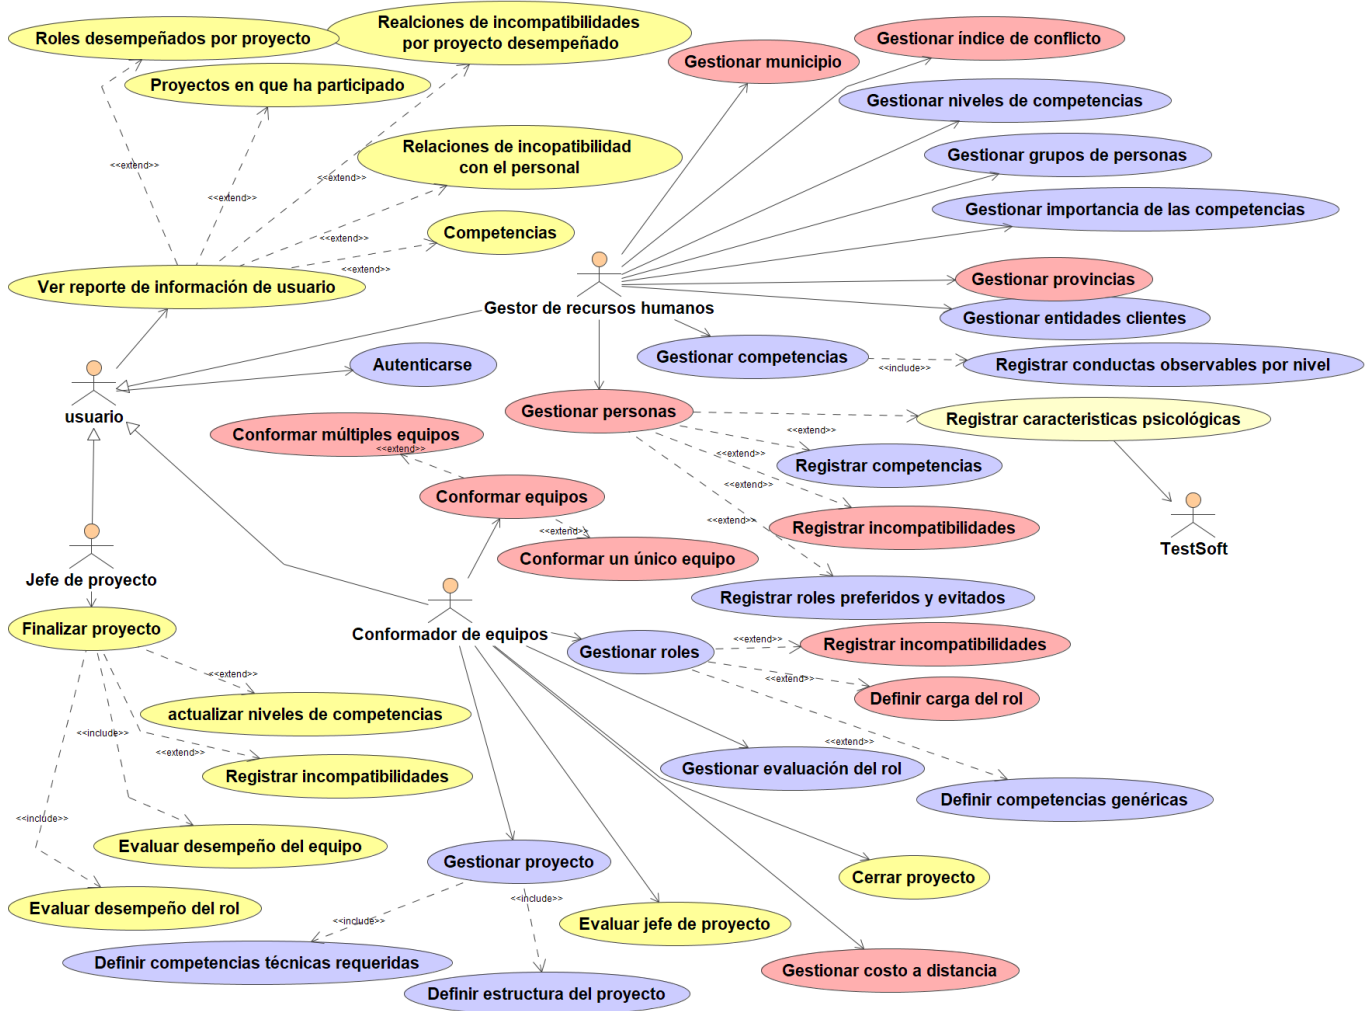 Realciones de incompatibilidades
por proyecto desempeñado
Roles desempeñados por proyecto
Gestionar índice de conflicto
Gestionar municipio
Proyectos en que ha participado
Gestionar niveles de competencias
Relaciones de incopatibilidad
con el personal
Gestionar grupos de personas
<<extend>>
<<extend>>
<<extend>>
<<extend>>
Gestionar importancia de las competencias
Competencias
<<extend>>
Ver reporte de información de usuario
Gestionar provincias
Gestor de recursos humanos
Gestionar entidades clientes
Autenticarse
Gestionar competencias
<<include>>
Registrar conductas observables por nivel
usuario
Gestionar personas
Registrar caracteristicas psicológicas
<<extend>>
Conformar múltiples equipos
<<extend>>
Registrar competencias
<<extend>>
Conformar equipos
<<extend>>
<<extend>>
Registrar incompatibilidades
Conformar un único equipo
TestSoft
Jefe de proyecto
Registrar roles preferidos y evitados
Finalizar proyecto
Conformador de equipos
Gestionar roles
<<extend>>
Registrar incompatibilidades
<<extend>>
<<extend>>
Definir carga del rol
actualizar niveles de competencias
<<include>>
<<extend>>
<<extend>>
Registrar incompatibilidades
Gestionar evaluación del rol
Definir competencias genéricas
<<include>>
Evaluar desempeño del equipo
Gestionar proyecto
Cerrar proyecto
Evaluar desempeño del rol
<<include>>
<<include>>
Evaluar jefe de proyecto
Definir competencias técnicas requeridas
Gestionar costo a distancia
Definir estructura del proyecto